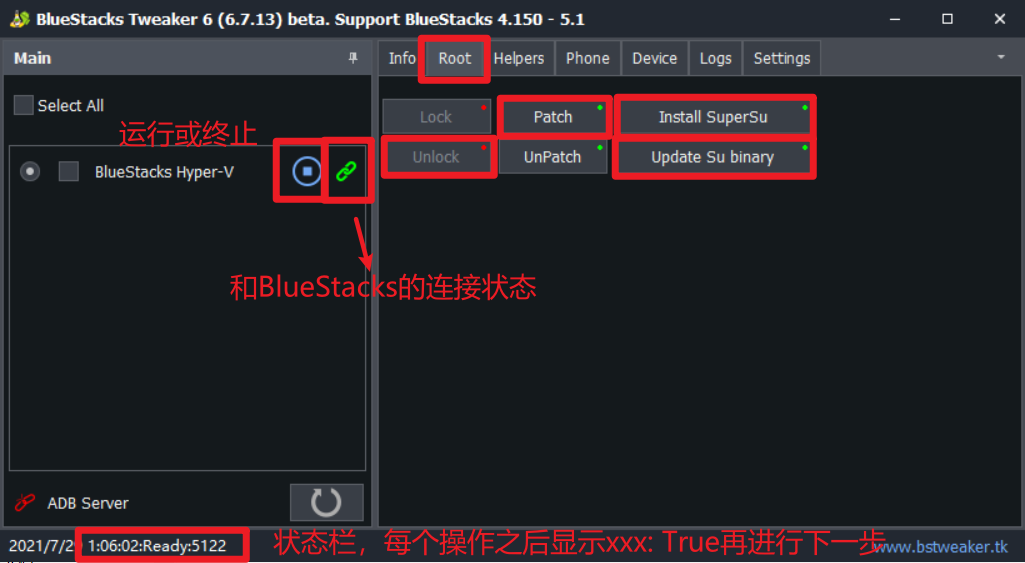 BlueStacks Tweaker 6 (6.7.13) beta. Support BlueStacks 4.150 - 5.1
Main
Info Root Helpers Phone Device Logs Settings
Select All
Lock Patch Install SuperSu
运行或终止
Unlock UnPatch Update Su binary
BlueStacks Hyper-V
和BlueStacks的连接状态
ADB Server
2021/7/29 1:06:02:Ready:5122
状态栏，每个操作之后显示xxx: True再进行下一步
www.bstweaker.tk